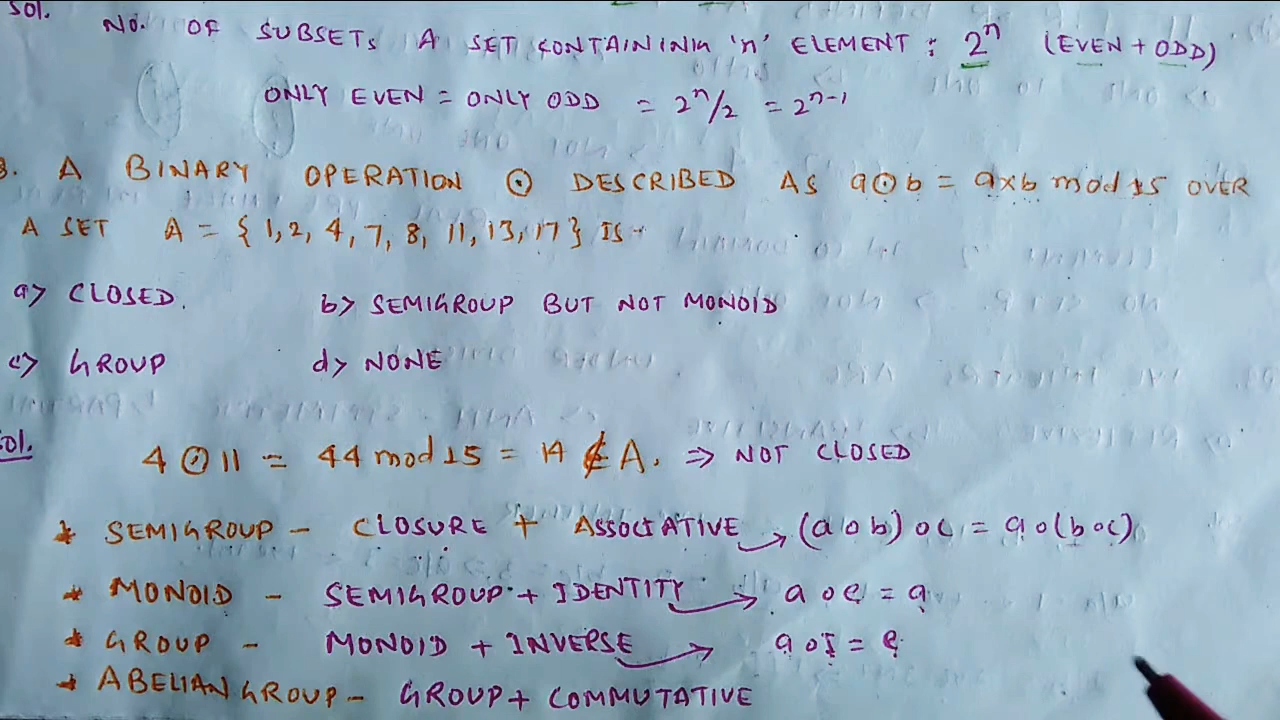 Sol.
NO. OF SUBSETS A SET CONTAINING 'n' ELEMENT : 2ⁿ (EVEN + ODD)
ONLY EVEN = ONLY ODD = 2ⁿ/2 = 2ⁿ⁻¹
3. A BINARY OPERATION ⊙ DESCRIBED AS a⊙b = a×b mod 15 OVER
A SET A = {1, 2, 4, 7, 8, 11, 13, 17} IS-
a) CLOSED. b) SEMIGROUP BUT NOT MONOID
c) GROUP d) NONE
Sol.
4 ⊙ 11 = 44 mod 15 = 14 ∉ A. ⇒ NOT CLOSED
* SEMIGROUP - CLOSURE + ASSOCIATIVE → (a o b) o c = a o (b o c)
* MONOID - SEMIGROUP + IDENTITY → a o e = a
* GROUP - MONOID + INVERSE → a o I = e
* ABELIAN GROUP - GROUP + COMMUTATIVE